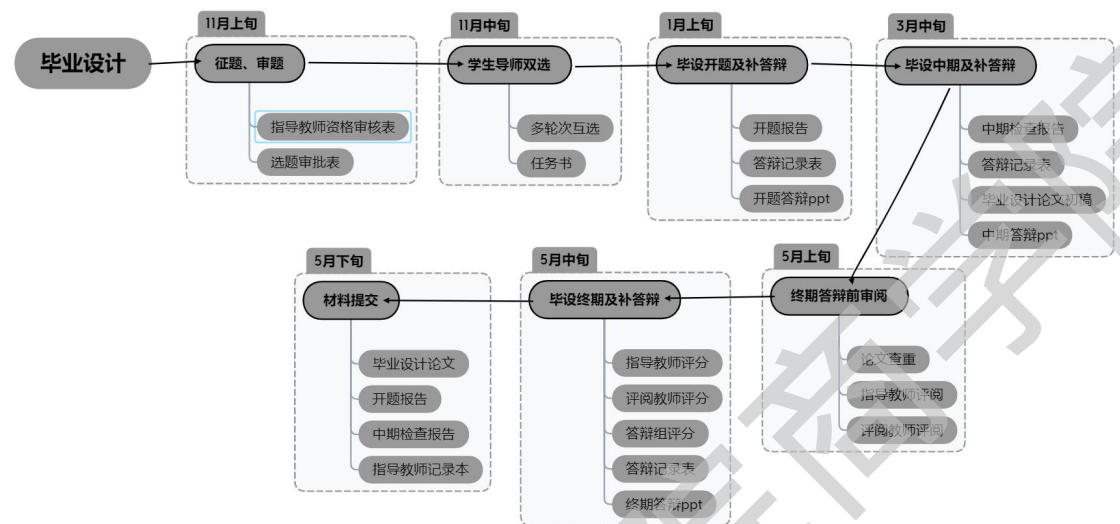 毕业设计
11月上旬
征题、审题
指导教师资格审核表
选题审批表
11月中旬
学生导师双选
多轮次互选
任务书
1月上旬
毕设开题及补答辩
开题报告
答辩记录表
开题答辩ppt
3月中旬
毕设中期及补答辩
中期检查报告
答辩记录表
毕业设计论文初稿
中期答辩ppt
5月上旬
终期答辩前审阅
论文查重
指导教师评阅
评阅教师评阅
5月中旬
毕设终期及补答辩
指导教师评分
评阅教师评分
答辩组评分
答辩记录表
终期答辩ppt
5月下旬
材料提交
毕业设计论文
开题报告
中期检查报告
指导教师记录本
商学院